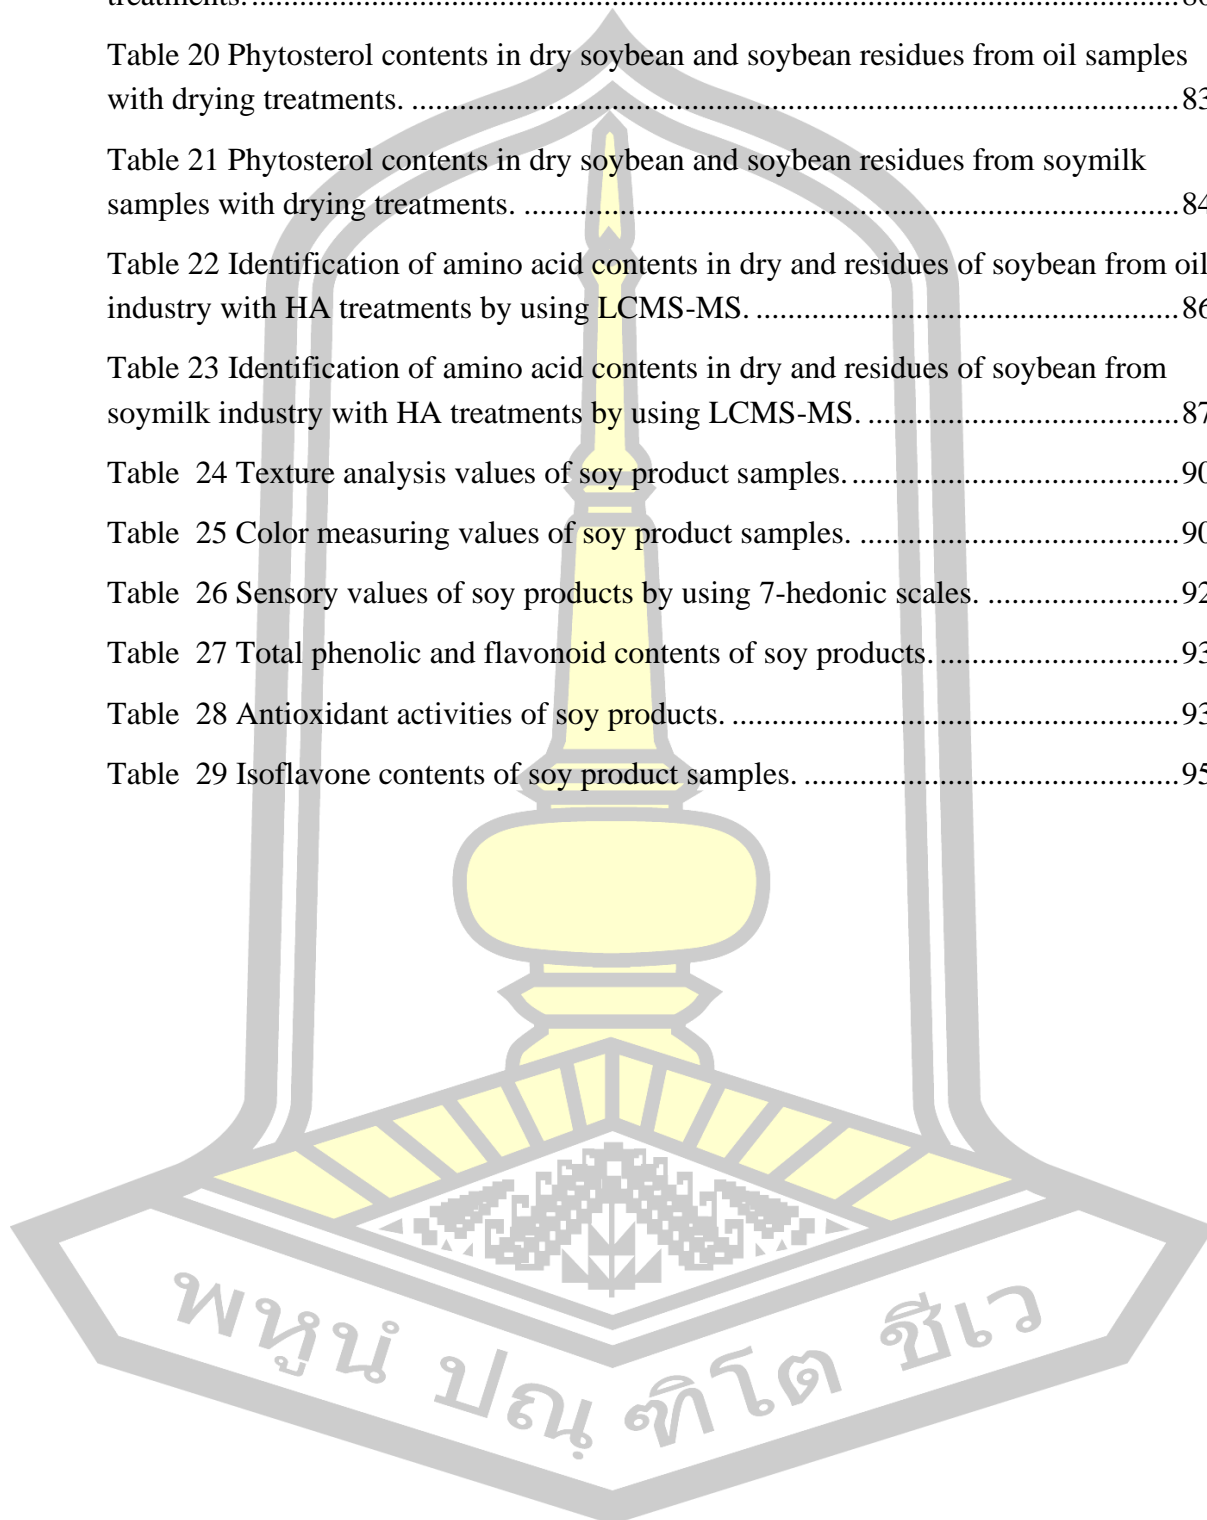 treatments. ........................................................................................................ 80
Table 20 Phytosterol contents in dry soybean and soybean residues from oil samples
with drying treatments. ................................................................................................ 83
Table 21 Phytosterol contents in dry soybean and soybean residues from soymilk
samples with drying treatments. .................................................................................. 84
Table 22 Identification of amino acid contents in dry and residues of soybean from oil
industry with HA treatments by using LCMS-MS. ..................................................... 86
Table 23 Identification of amino acid contents in dry and residues of soybean from
soymilk industry with HA treatments by using LCMS-MS. ....................................... 87
Table  24 Texture analysis values of soy product samples. ......................................... 90
Table  25 Color measuring values of soy product samples. ........................................ 90
Table  26 Sensory values of soy products by using 7-hedonic scales. ........................ 92
Table  27 Total phenolic and flavonoid contents of soy products. .............................. 93
Table  28 Antioxidant activities of soy products. ........................................................ 93
Table  29 Isoflavone contents of soy product samples. ............................................... 95
พหูนํ ปณฺฑิโต ชีเว